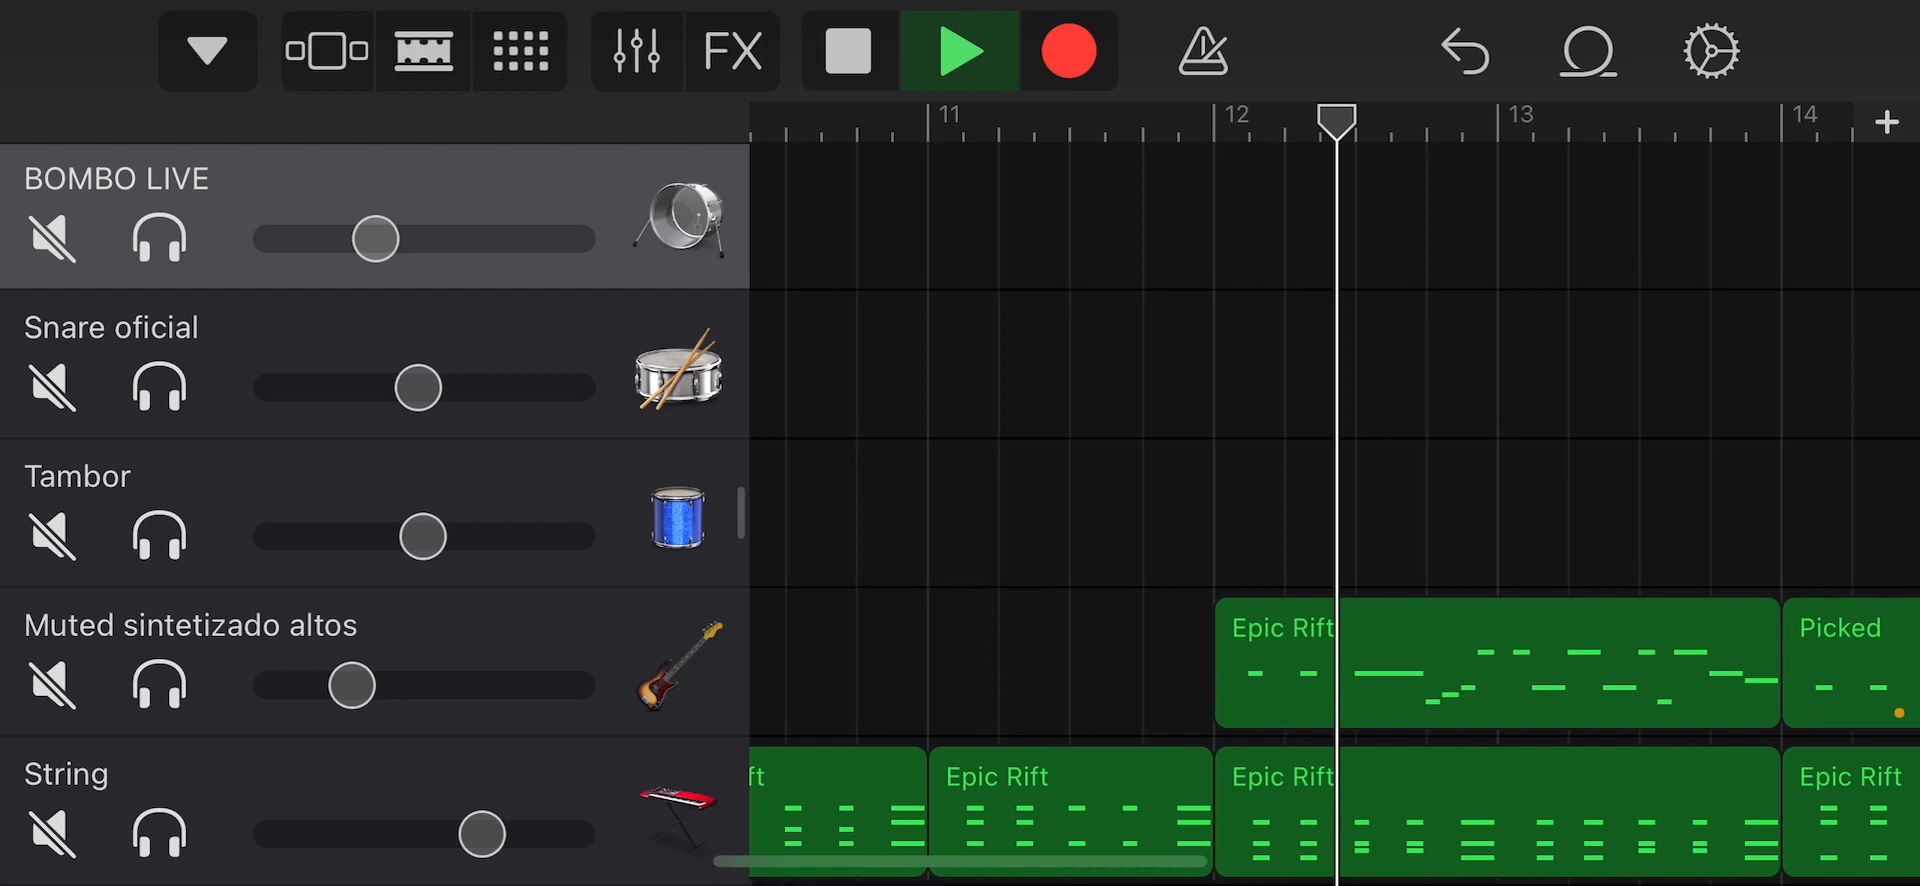 FX
11
12
13
14
BOMBO LIVE
Snare oficial
Tambor
Muted sintetizado altos
Epic Rift
Picked
String
ft
Epic Rift
Epic Rift
Epic Rift